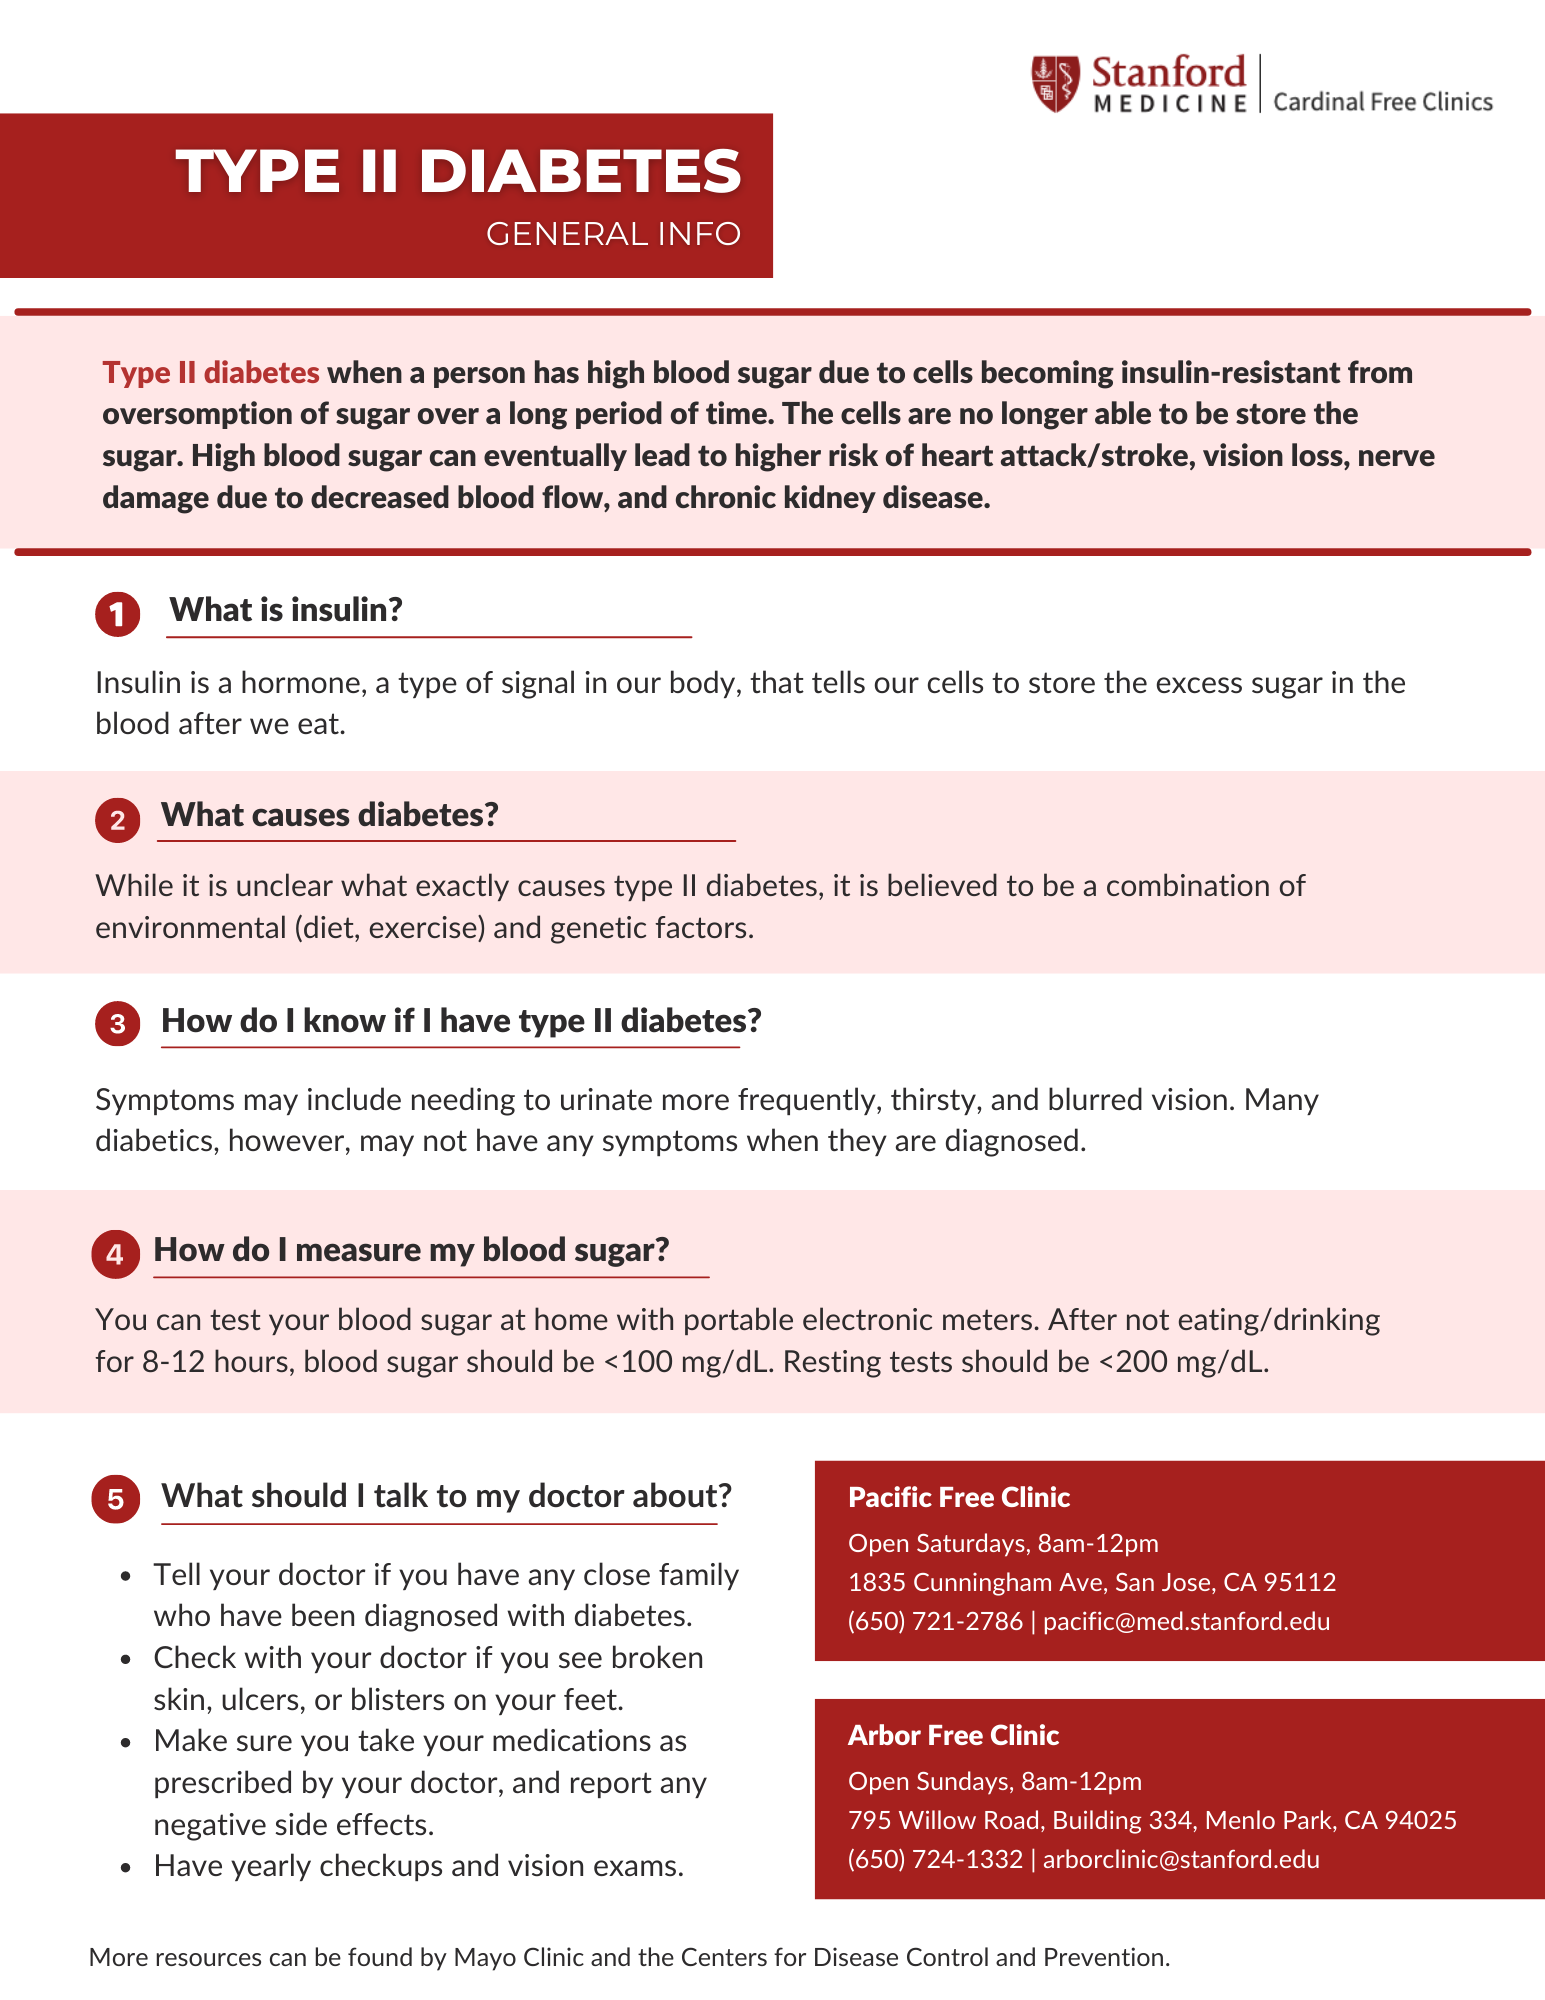 Stanford
MEDICINE
Cardinal Free Clinics
TYPE II DIABETES
GENERAL INFO
Type II diabetes when a person has high blood sugar due to cells becoming insulin-resistant from
oversomption of sugar over a long period of time. The cells are no longer able to be store the
sugar. High blood sugar can eventually lead to higher risk of heart attack/stroke, vision loss, nerve
damage due to decreased blood flow, and chronic kidney disease.
1 What is insulin?
Insulin is a hormone, a type of signal in our body, that tells our cells to store the excess sugar in the
blood after we eat.
2 What causes diabetes?
While it is unclear what exactly causes type II diabetes, it is believed to be a combination of
environmental (diet, exercise) and genetic factors.
3 How do I know if I have type II diabetes?
Symptoms may include needing to urinate more frequently, thirsty, and blurred vision. Many
diabetics, however, may not have any symptoms when they are diagnosed.
4 How do I measure my blood sugar?
You can test your blood sugar at home with portable electronic meters. After not eating/drinking
for 8-12 hours, blood sugar should be <100 mg/dL. Resting tests should be <200 mg/dL.
5 What should I talk to my doctor about?
• Tell your doctor if you have any close family
who have been diagnosed with diabetes.
• Check with your doctor if you see broken
skin, ulcers, or blisters on your feet.
• Make sure you take your medications as
prescribed by your doctor, and report any
negative side effects.
• Have yearly checkups and vision exams.
Pacific Free Clinic
Open Saturdays, 8am-12pm
1835 Cunningham Ave, San Jose, CA 95112
(650) 721-2786 | pacific@med.stanford.edu
Arbor Free Clinic
Open Sundays, 8am-12pm
795 Willow Road, Building 334, Menlo Park, CA 94025
(650) 724-1332 | arborclinic@stanford.edu
More resources can be found by Mayo Clinic and the Centers for Disease Control and Prevention.